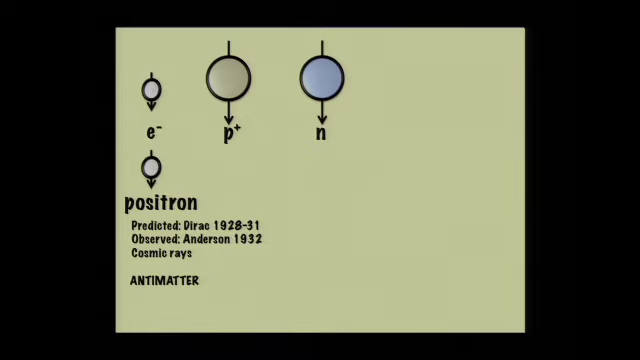 e⁻ p⁺ n
positron
Predicted: Dirac 1928-31
Observed: Anderson 1932
Cosmic rays
ANTIMATTER